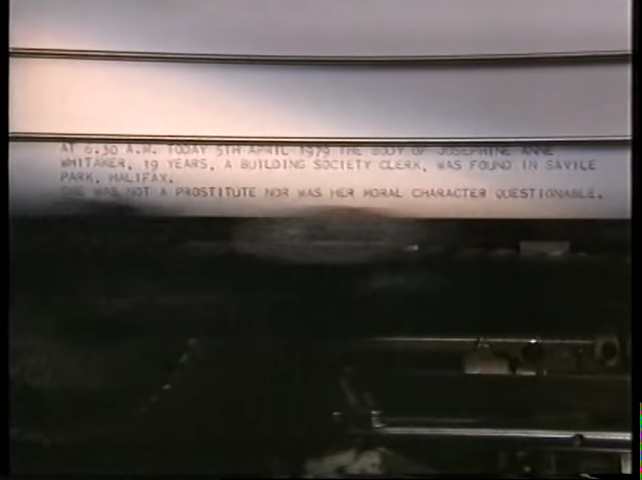 AT 6.30 A.M. TODAY 5TH APRIL 1979 THE BODY OF JOSEPHINE ANNE
WHITAKER, 19 YEARS, A BUILDING SOCIETY CLERK, WAS FOUND IN SAVILE
PARK, HALIFAX.
SHE WAS NOT A PROSTITUTE NOR WAS HER MORAL CHARACTER QUESTIONABLE.